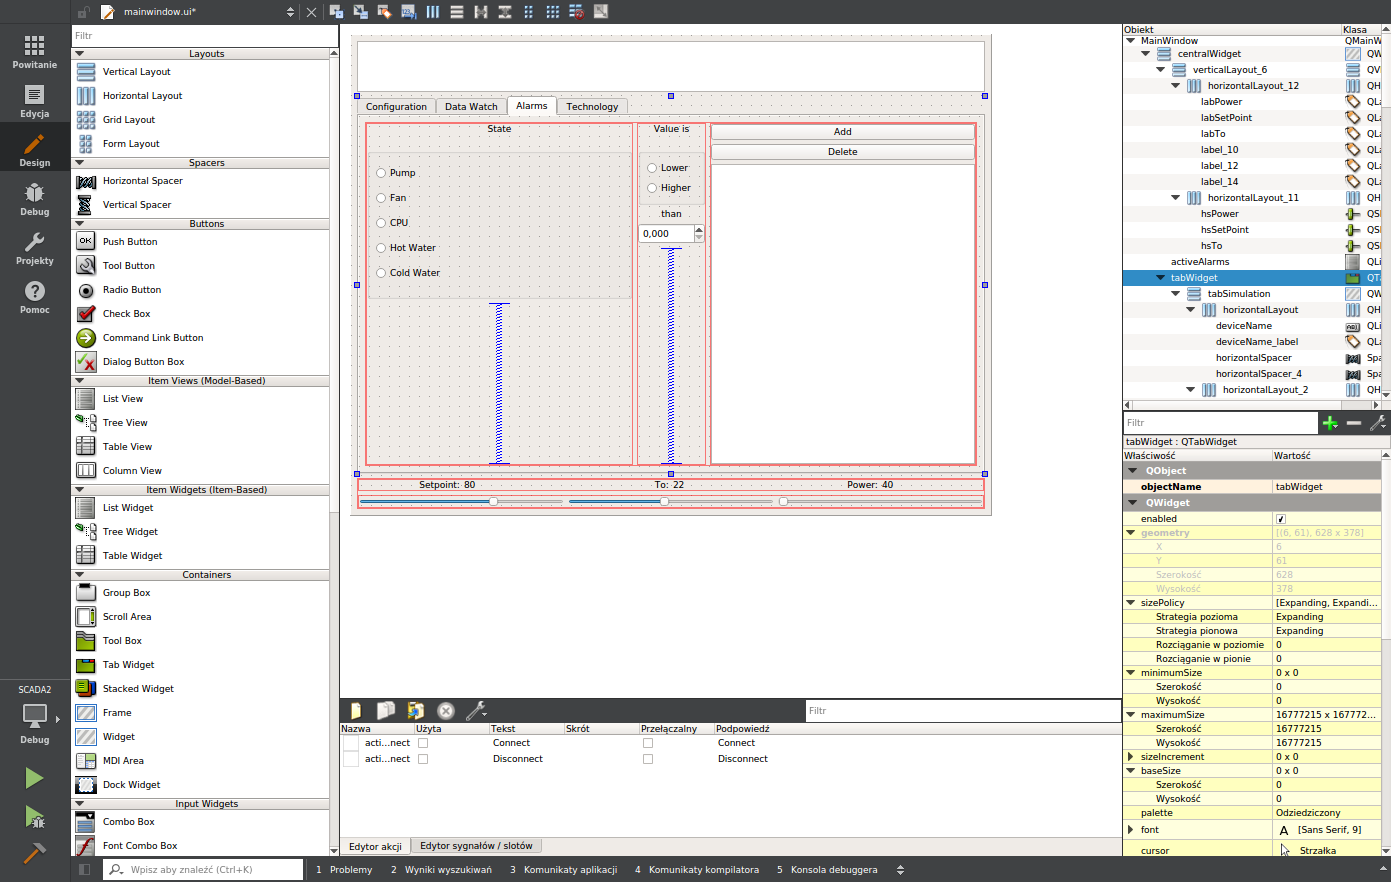 mainwindow.ui*
Powitanie
Edycja
Design
Debug
Projekty
Pomoc
SCADA2
Debug
Filtr
Layouts
Vertical Layout
Horizontal Layout
Grid Layout
Form Layout
Spacers
Horizontal Spacer
Vertical Spacer
Buttons
Push Button
Tool Button
Radio Button
Check Box
Command Link Button
Dialog Button Box
Item Views (Model-Based)
List View
Tree View
Table View
Column View
Item Widgets (Item-Based)
List Widget
Tree Widget
Table Widget
Containers
Group Box
Scroll Area
Tool Box
Tab Widget
Stacked Widget
Frame
Widget
MDI Area
Dock Widget
Input Widgets
Combo Box
Font Combo Box
Configuration Data Watch Alarms Technology
State
Pump
Fan
CPU
Hot Water
Cold Water
Value is
Lower
Higher
than
0,000
Add
Delete
Setpoint: 80 To: 22 Power: 40
Filtr
Nazwa Użyta Tekst Skrót Przełączalny Podpowiedź
acti...nect Connect Connect
acti...nect Disconnect Disconnect
Edytor akcji Edytor sygnałów / slotów
Obiekt Klasa
MainWindow QMainW
centralWidget QW
verticalLayout_6 QV
horizontalLayout_12 QH
labPower QLa
labSetPoint QLa
labTo QLa
label_10 QLa
label_12 QLa
label_14 QLa
horizontalLayout_11 QH
hsPower QSl
hsSetPoint QSl
hsTo QSl
activeAlarms QLi
tabWidget QTa
tabSimulation QW
horizontalLayout QH
deviceName QLi
deviceName_label QLa
horizontalSpacer Spa
horizontalSpacer_4 Spa
horizontalLayout_2 QH
Filtr
tabWidget : QTabWidget
Właściwość Wartość
QObject
objectName tabWidget
QWidget
enabled
geometry [(6, 61), 628 x 378]
X 6
Y 61
Szerokość 628
Wysokość 378
sizePolicy [Expanding, Expandi...
Strategia pozioma Expanding
Strategia pionowa Expanding
Rozciąganie w poziomie 0
Rozciąganie w pionie 0
minimumSize 0 x 0
Szerokość 0
Wysokość 0
maximumSize 16777215 x 167772...
Szerokość 16777215
Wysokość 16777215
sizeIncrement 0 x 0
baseSize 0 x 0
Szerokość 0
Wysokość 0
palette Odziedziczony
font A [Sans Serif, 9]
cursor Strzałka
Wpisz aby znaleźć (Ctrl+K) 1 Problemy 2 Wyniki wyszukiwań 3 Komunikaty aplikacji 4 Komunikaty kompilatora 5 Konsola debuggera